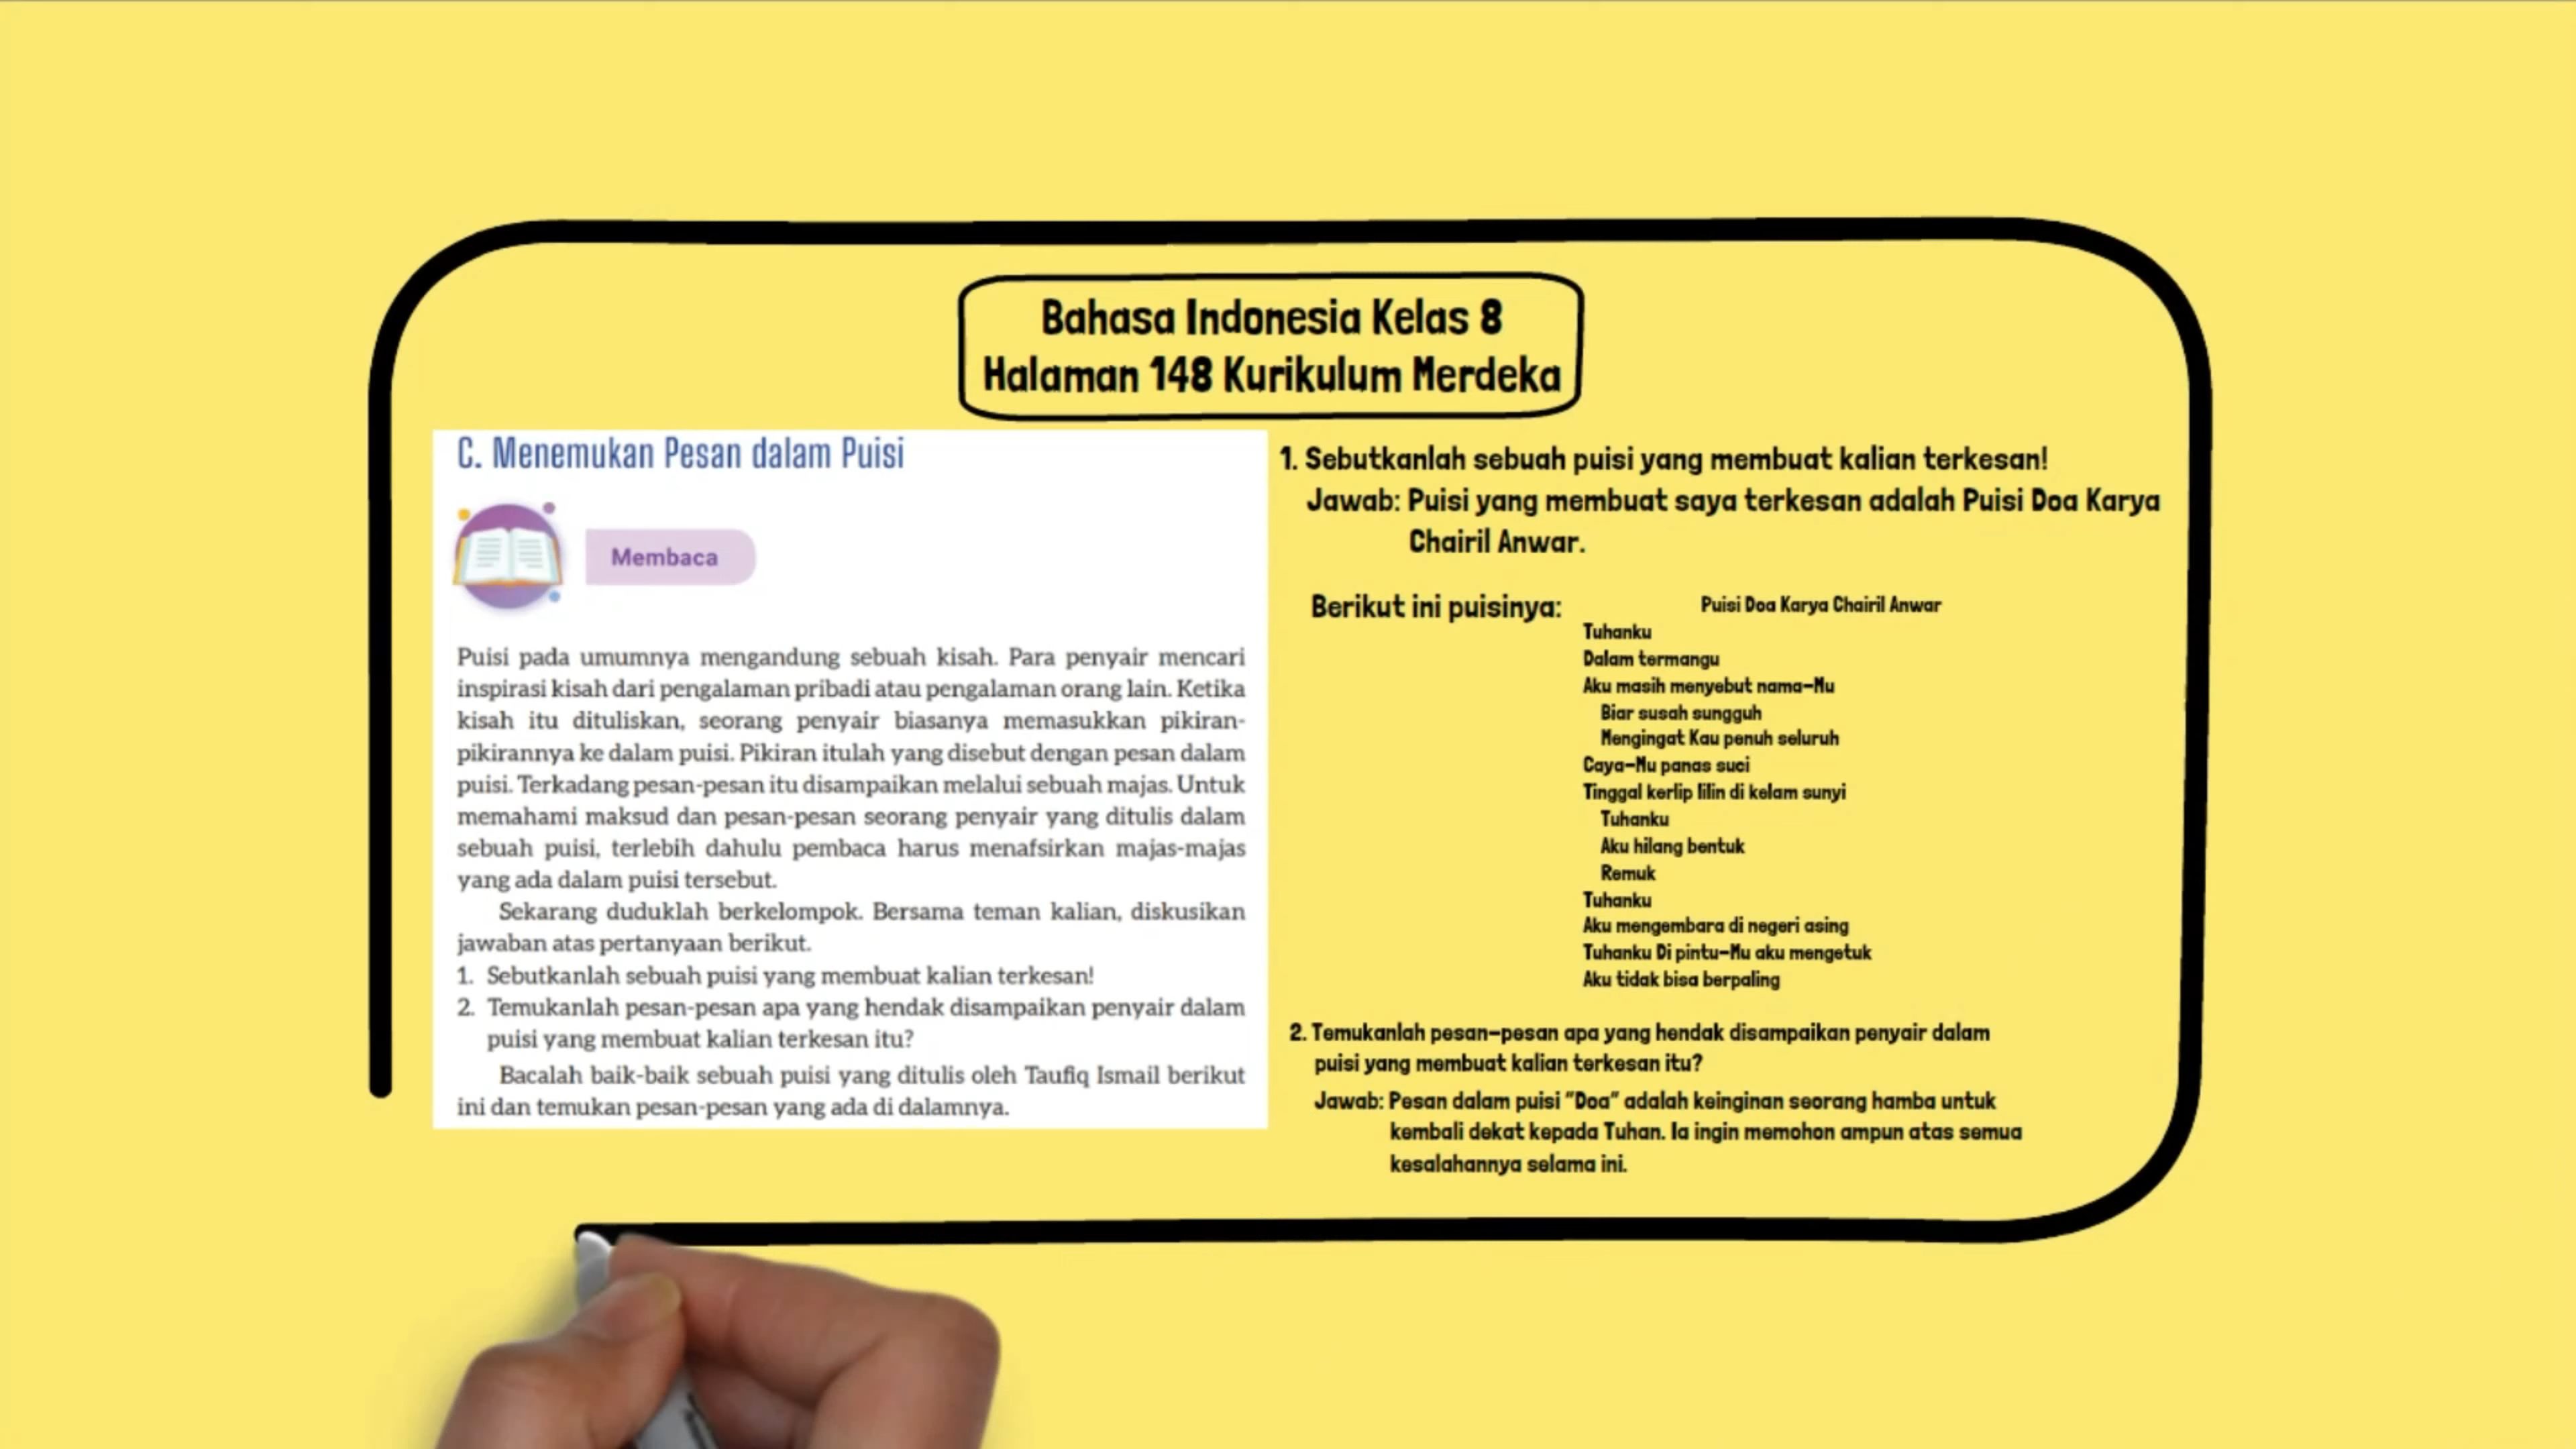 Bahasa Indonesia Kelas 8
Halaman 148 Kurikulum Merdeka
C. Menemukan Pesan dalam Puisi
Membaca
Puisi pada umumnya mengandung sebuah kisah. Para penyair mencari
inspirasi kisah dari pengalaman pribadi atau pengalaman orang lain. Ketika
kisah itu dituliskan, seorang penyair biasanya memasukkan pikiran-
pikirannya ke dalam puisi. Pikiran itulah yang disebut dengan pesan dalam
puisi. Terkadang pesan-pesan itu disampaikan melalui sebuah majas. Untuk
memahami maksud dan pesan-pesan seorang penyair yang ditulis dalam
sebuah puisi, terlebih dahulu pembaca harus menafsirkan majas-majas
yang ada dalam puisi tersebut.
Sekarang duduklah berkelompok. Bersama teman kalian, diskusikan
jawaban atas pertanyaan berikut.
1. Sebutkanlah sebuah puisi yang membuat kalian terkesan!
2. Temukanlah pesan-pesan apa yang hendak disampaikan penyair dalam
puisi yang membuat kalian terkesan itu?
Bacalah baik-baik sebuah puisi yang ditulis oleh Taufiq Ismail berikut
ini dan temukan pesan-pesan yang ada di dalamnya.
1. Sebutkanlah sebuah puisi yang membuat kalian terkesan!
Jawab: Puisi yang membuat saya terkesan adalah Puisi Doa Karya
Chairil Anwar.
Berikut ini puisinya:
Puisi Doa Karya Chairil Anwar
Tuhanku
Dalam termangu
Aku masih menyebut nama-Mu
Biar susah sungguh
Mengingat Kau penuh seluruh
Caya-Mu panas suci
Tinggal kerlip lilin di kelam sunyi
Tuhanku
Aku hilang bentuk
Remuk
Tuhanku
Aku mengembara di negeri asing
Tuhanku Di pintu-Mu aku mengetuk
Aku tidak bisa berpaling
2. Temukanlah pesan-pesan apa yang hendak disampaikan penyair dalam
puisi yang membuat kalian terkesan itu?
Jawab: Pesan dalam puisi "Doa" adalah keinginan seorang hamba untuk
kembali dekat kepada Tuhan. Ia ingin memohon ampun atas semua
kesalahannya selama ini.